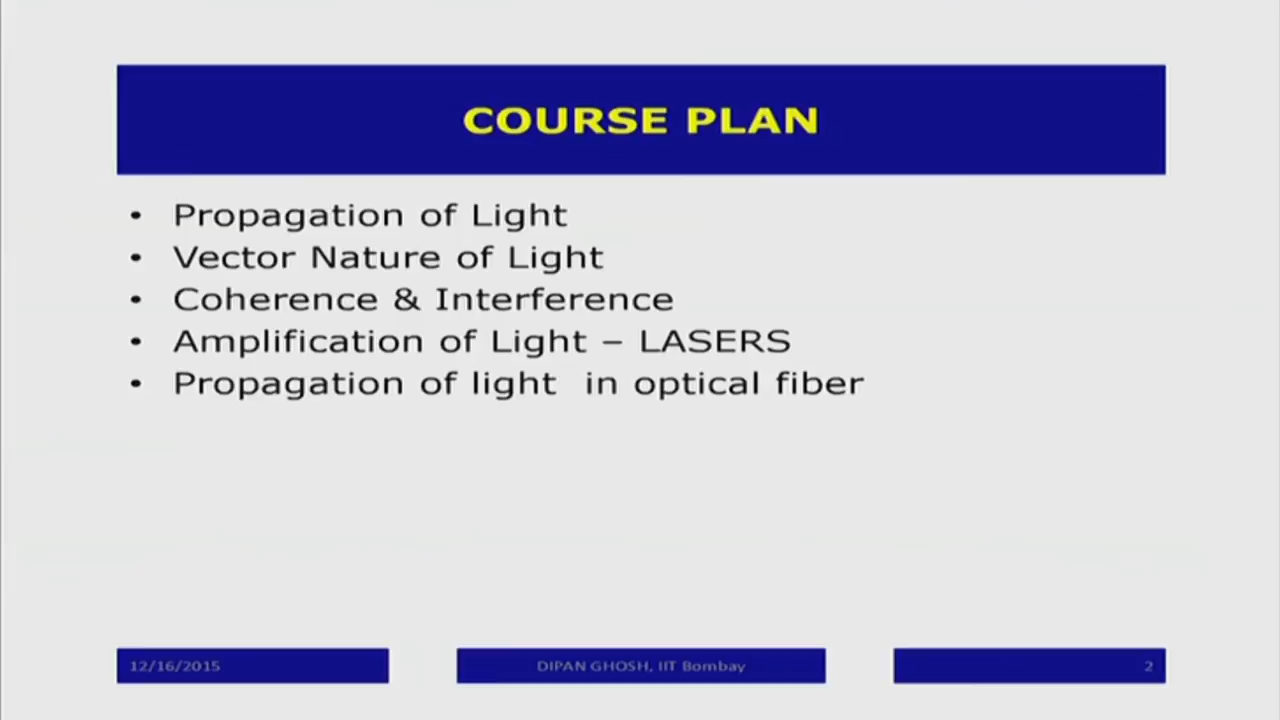 COURSE PLAN
• Propagation of Light
• Vector Nature of Light
• Coherence & Interference
• Amplification of Light – LASERS
• Propagation of light in optical fiber
12/16/2015
DIPAN GHOSH, IIT Bombay
2